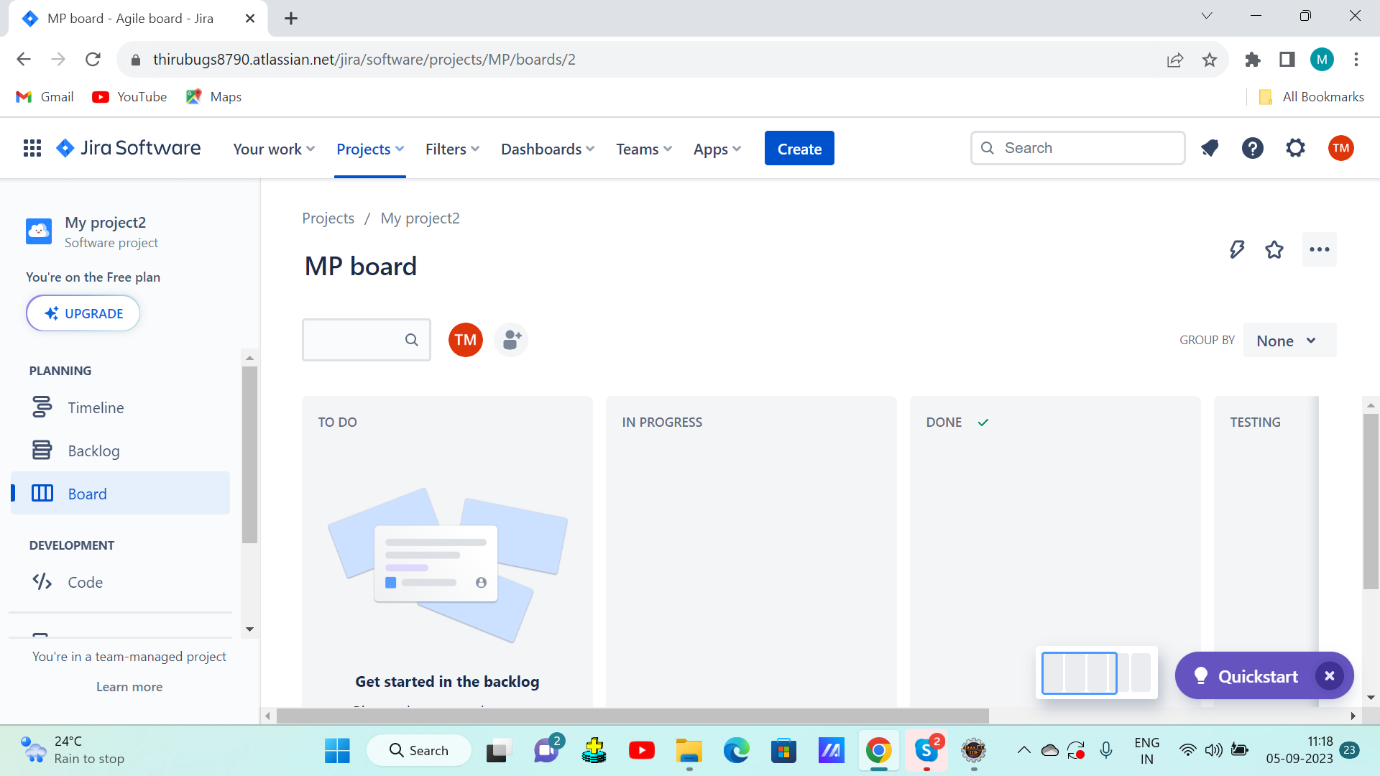 MP board - Agile board - Jira
thirubugs8790.atlassian.net/jira/software/projects/MP/boards/2
M
Gmail YouTube Maps All Bookmarks
Jira Software Your work Projects Filters Dashboards Teams Apps Create Search TM
My project2
Software project
You're on the Free plan
UPGRADE
PLANNING
Timeline
Backlog
Board
DEVELOPMENT
Code
You're in a team-managed project
Learn more
Projects / My project2
MP board
TM
GROUP BY None
TO DO IN PROGRESS DONE TESTING
Get started in the backlog
Quickstart
24°C
Rain to stop
Search
2
2
ENG
IN
11:18
05-09-2023
23